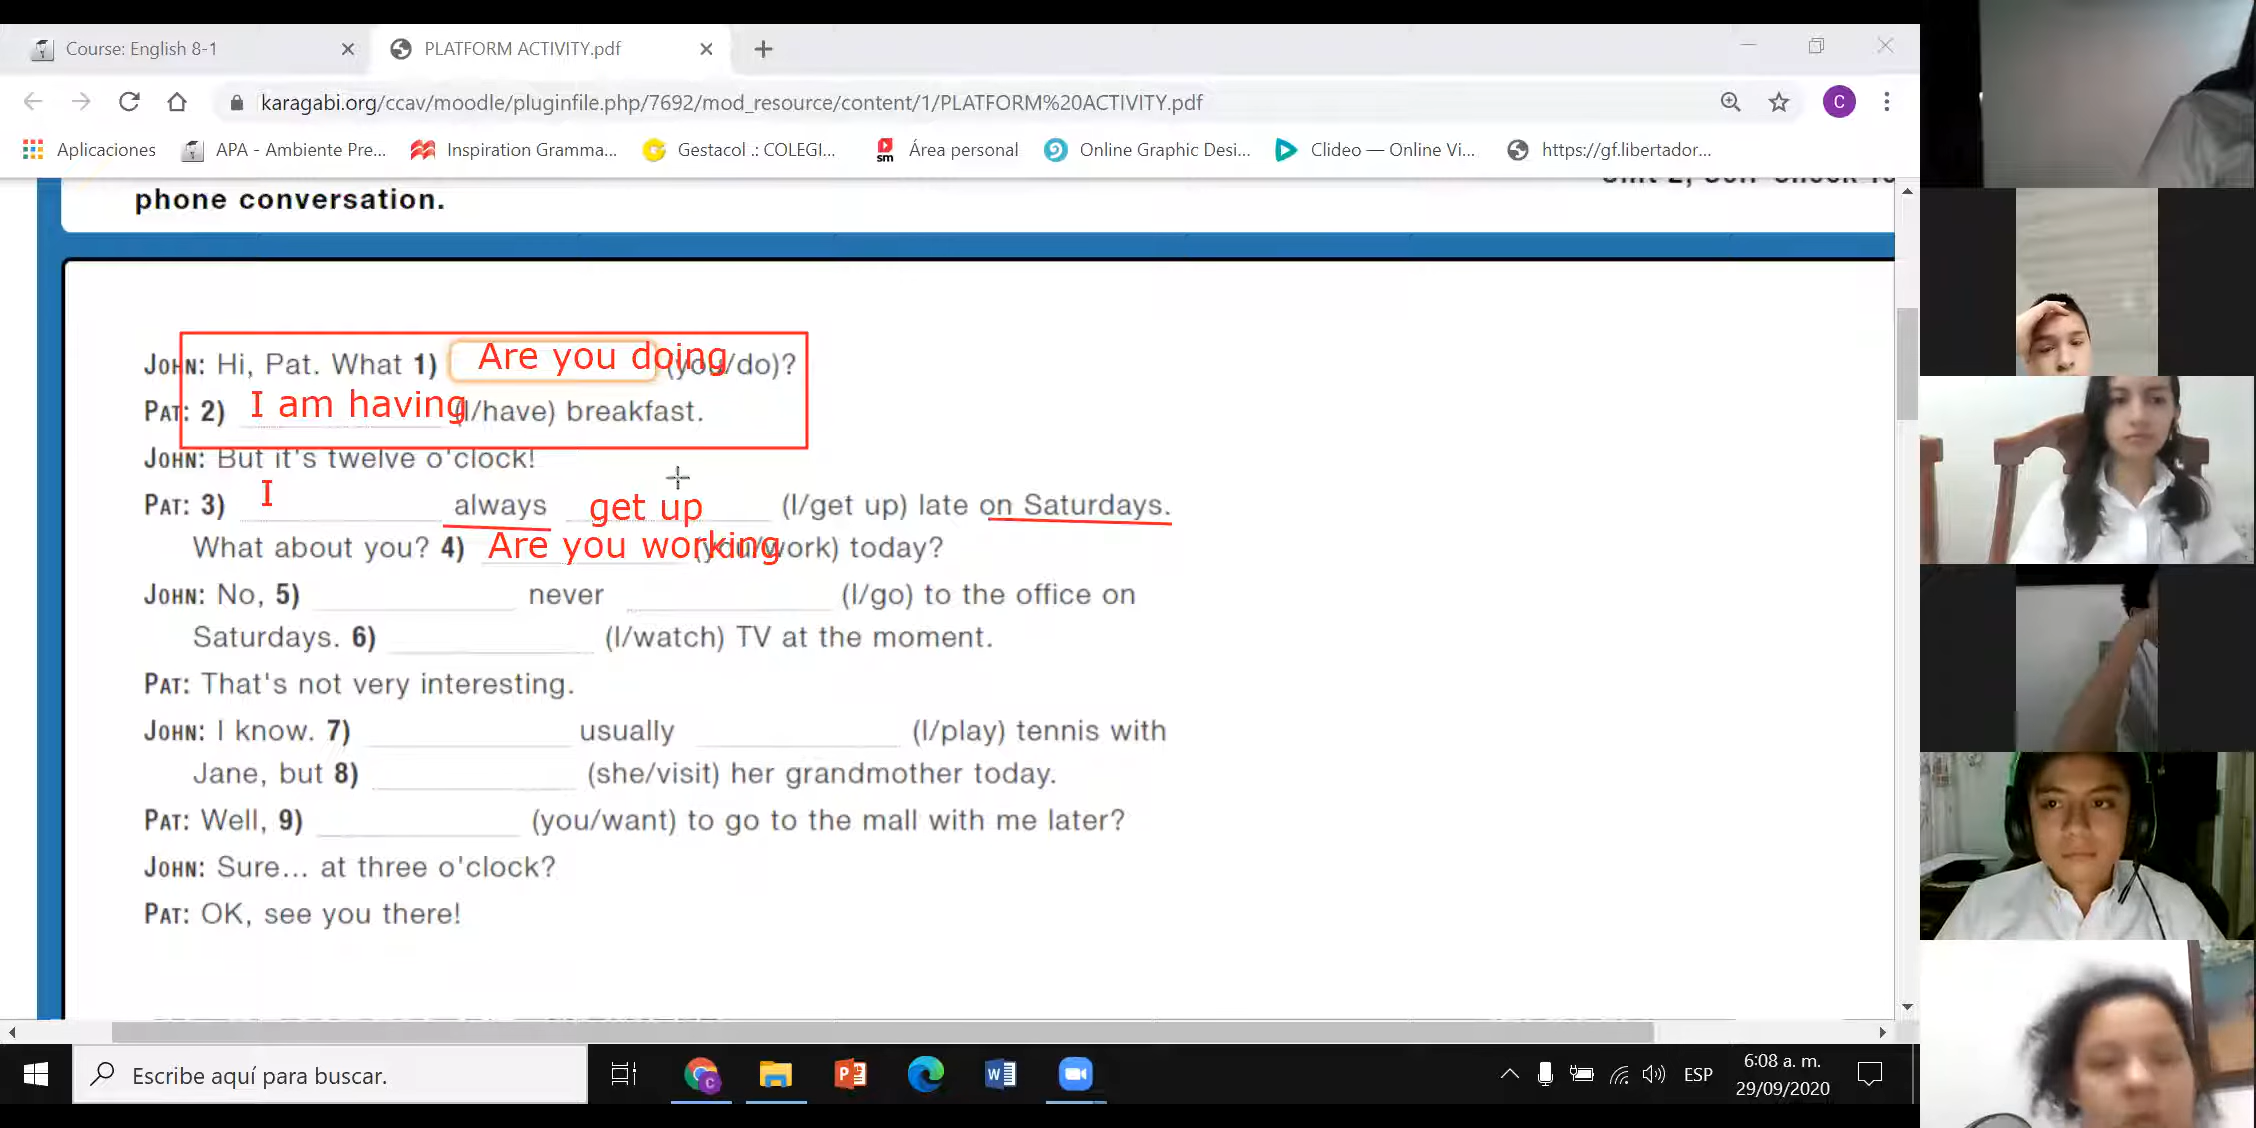 Course: English 8-1
PLATFORM ACTIVITY.pdf
karagabi.org/ccav/moodle/pluginfile.php/7692/mod_resource/content/1/PLATFORM%20ACTIVITY.pdf
C
Aplicaciones
APA - Ambiente Pre...
Inspiration Gramma...
Gestacol .: COLEGI...
sm
Área personal
Online Graphic Desi...
Clideo — Online Vi...
https://gf.libertador...
phone conversation.
JOHN: Hi, Pat. What 1) Are you doing (you/do)?
PAT: 2) I am having (I/have) breakfast.
JOHN: But it's twelve o'clock!
PAT: 3) I always get up (I/get up) late on Saturdays.
What about you? 4) Are you working (you/work) today?
JOHN: No, 5) never (I/go) to the office on
Saturdays. 6) (I/watch) TV at the moment.
PAT: That's not very interesting.
JOHN: I know. 7) usually (I/play) tennis with
Jane, but 8) (she/visit) her grandmother today.
PAT: Well, 9) (you/want) to go to the mall with me later?
JOHN: Sure... at three o'clock?
PAT: OK, see you there!
Escribe aquí para buscar.
C
ESP
6:08 a. m.
29/09/2020